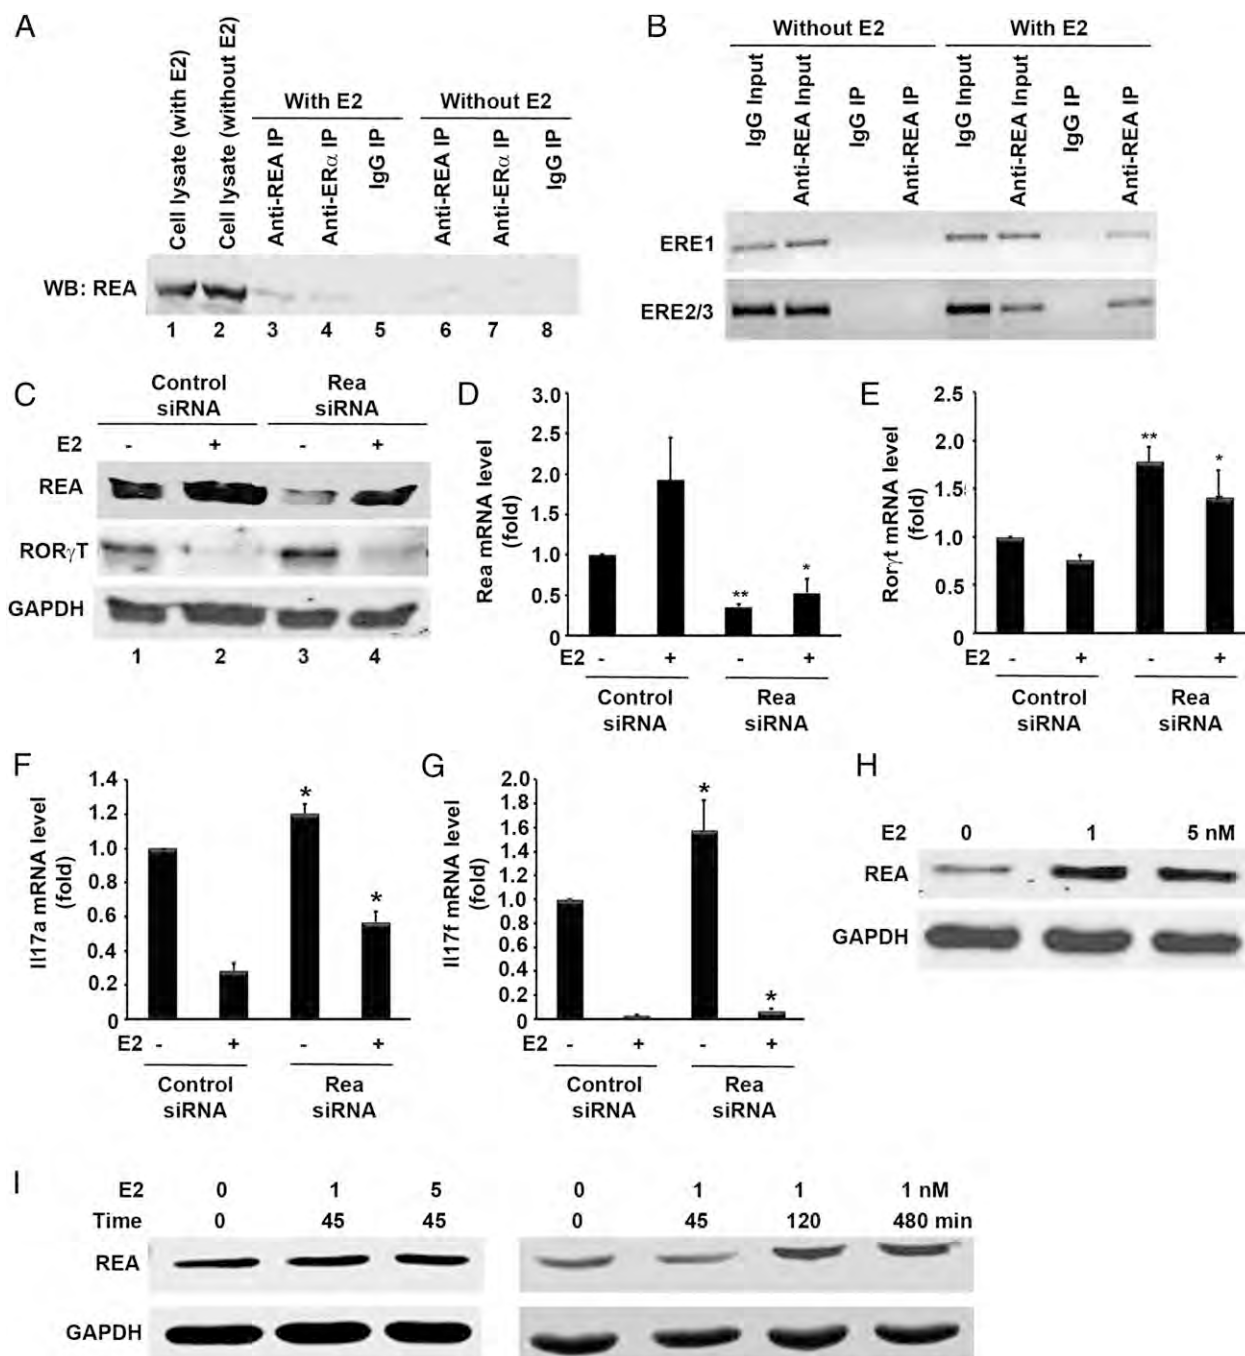 A
Cell lysate (with E2)
Cell lysate (without E2)
With E2
Without E2
Anti-REA IP
Anti-ERα IP
IgG IP
Anti-REA IP
Anti-ERα IP
IgG IP
WB: REA
1 2 3 4 5 6 7 8
B
Without E2
With E2
IgG Input
Anti-REA Input
IgG IP
Anti-REA IP
IgG Input
Anti-REA Input
IgG IP
Anti-REA IP
ERE1
ERE2/3
C
Control siRNA
Rea siRNA
E2 - + - +
REA
RORγT
GAPDH
1 2 3 4
D
Rea mRNA level
(fold)
3.0
2.5
2.0
1.5
1.0
0.5
0
**
*
E2 - + - +
Control siRNA
Rea siRNA
E
Rorγt mRNA level
(fold)
2.5
2.0
1.5
1.0
0.5
0
**
*
E2 - + - +
Control siRNA
Rea siRNA
F
Il17a mRNA level
(fold)
1.4
1.2
1.0
0.8
0.6
0.4
0.2
0
*
*
E2 - + - +
Control siRNA
Rea siRNA
G
Il17f mRNA level
(fold)
2.0
1.8
1.6
1.4
1.2
1.0
0.8
0.6
0.4
0.2
0
*
*
E2 - + - +
Control siRNA
Rea siRNA
H
E2 0 1 5 nM
REA
GAPDH
I
E2 0 1 5 0 1 1 1 nM
Time 0 45 45 0 45 120 480 min
REA
GAPDH